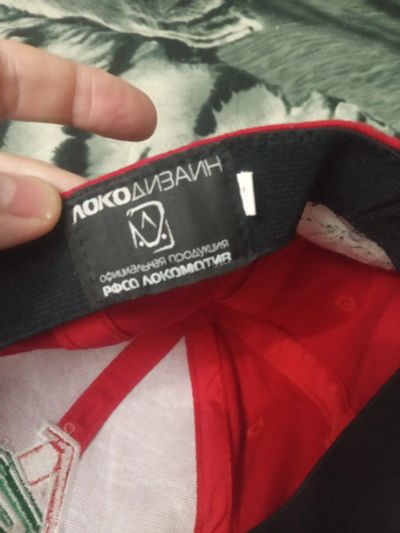 ЛОКОДИЗАЙН
официальная продукция
РФСО ЛОКОМОТИВ